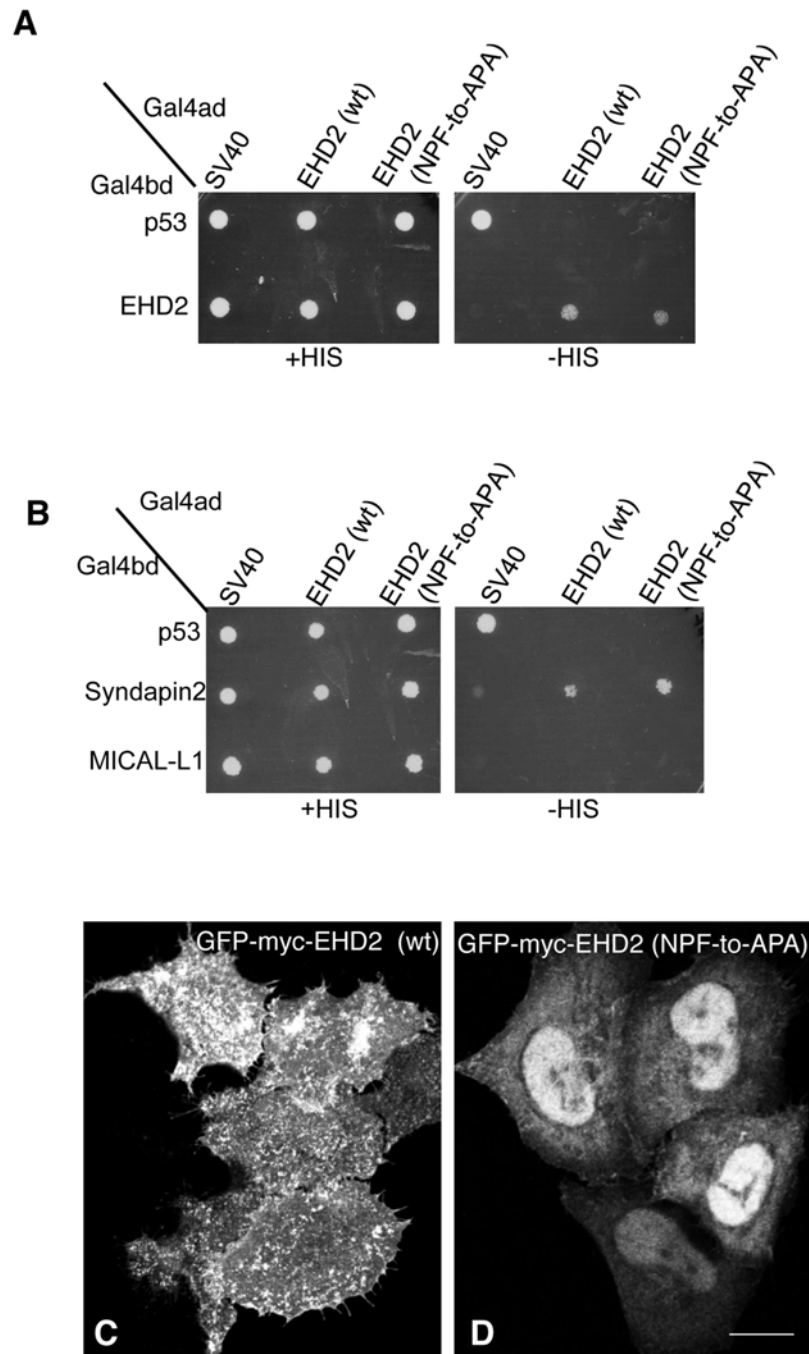 A
Gal4ad
Gal4bd
SV40
EHD2 (wt)
EHD2
(NPF-to-APA)
SV40
EHD2 (wt)
EHD2
(NPF-to-APA)
p53
EHD2
+HIS
-HIS
B
Gal4ad
Gal4bd
SV40
EHD2 (wt)
EHD2
(NPF-to-APA)
SV40
EHD2 (wt)
EHD2
(NPF-to-APA)
p53
Syndapin2
MICAL-L1
+HIS
-HIS
GFP-myc-EHD2 (wt)
GFP-myc-EHD2 (NPF-to-APA)
C
D